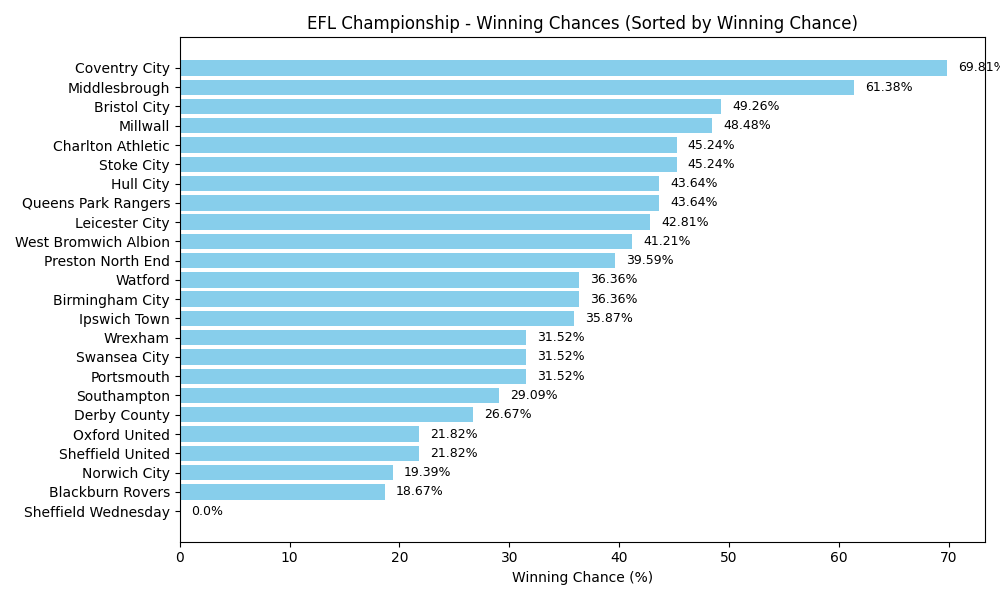 EFL Championship - Winning Chances (Sorted by Winning Chance)
Coventry City 69.81%
Middlesbrough 61.38%
Bristol City 49.26%
Millwall 48.48%
Charlton Athletic 45.24%
Stoke City 45.24%
Hull City 43.64%
Queens Park Rangers 43.64%
Leicester City 42.81%
West Bromwich Albion 41.21%
Preston North End 39.59%
Watford 36.36%
Birmingham City 36.36%
Ipswich Town 35.87%
Wrexham 31.52%
Swansea City 31.52%
Portsmouth 31.52%
Southampton 29.09%
Derby County 26.67%
Oxford United 21.82%
Sheffield United 21.82%
Norwich City 19.39%
Blackburn Rovers 18.67%
Sheffield Wednesday 0.0%
0 10 20 30 40 50 60 70
Winning Chance (%)